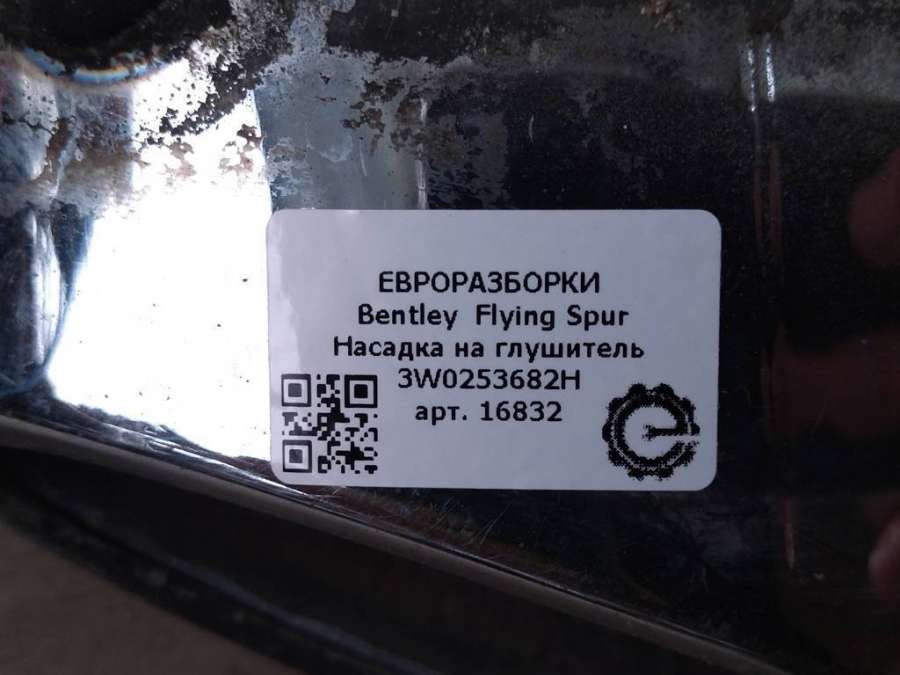 ЕВРОРАЗБОРКИ
Bentley Flying Spur
Насадка на глушитель
3W0253682H
арт. 16832